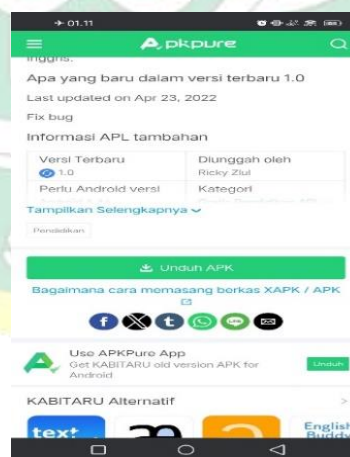 01.11
Apkpure
Inggris.
Apa yang baru dalam versi terbaru 1.0
Last updated on Apr 23, 2022
Fix bug
Informasi APL tambahan
Versi Terbaru
1.0
Diunggah oleh
Ricky Ziul
Perlu Android versi
Kategori
Tampilkan Selengkapnya
Pendidikan
Unduh APK
Bagaimana cara memasang berkas XAPK / APK
Use APKPure App
Get KABITARU old version APK for Android
Unduh
KABITARU Alternatif
text
English
Buddy